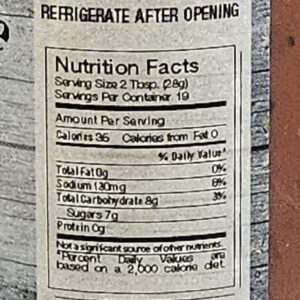 REFRIGERATE AFTER OPENING
Nutrition Facts
Serving Size 2 Tbsp. (28g)
Servings Per Container 19
Amount Per Serving
Calories 35 Calories from Fat 0
% Daily Value*
Total Fat 0g 0%
Sodium 130mg 6%
Total Carbohydrate 8g 3%
Sugars 7g
Protein 0g
Not a significant source of other nutrients.
*Percent Daily Values are
based on a 2,000 calorie diet.